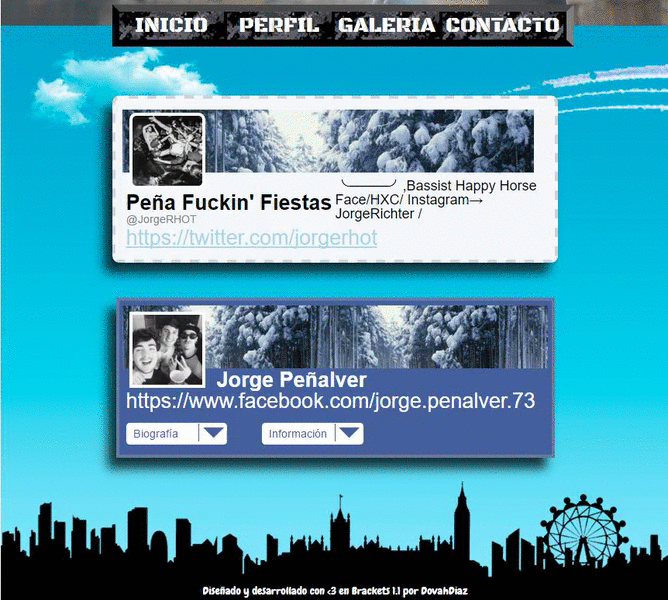 INICIO PERFIL GALERIA CONTACTO
Peña Fuckin' Fiestas
@JorgeRHOT
https://twitter.com/jorgerhot
,Bassist Happy Horse
Face/HXC/ Instagram→
JorgeRichter /
Jorge Peñalver
https://www.facebook.com/jorge.penalver.73
Biografía
Información
Diseñado y desarrollado con <3 en Brackets 1.1 por DovahDiaz